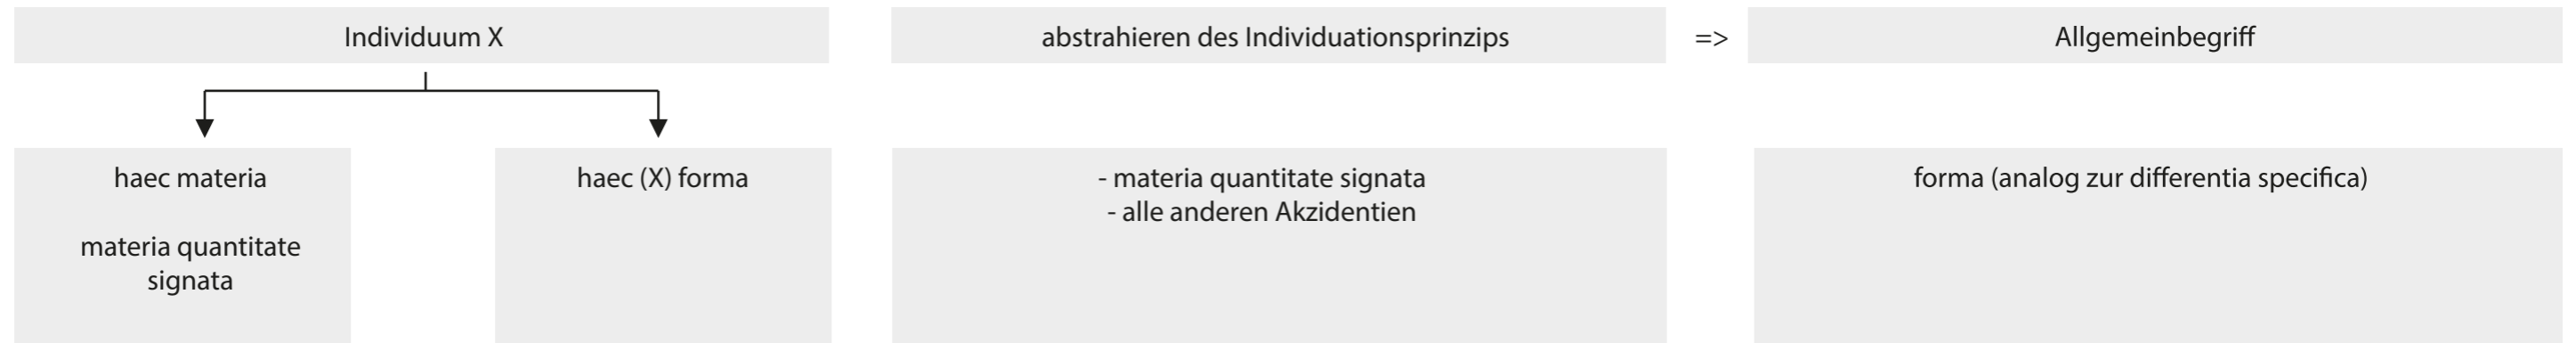 Individuum X
abstrahieren des Individuationsprinzips
=>
Allgemeinbegriff
haec materia
materia quantitate
signata
haec (X) forma
- materia quantitate signata
- alle anderen Akzidentien
forma (analog zur differentia specifica)